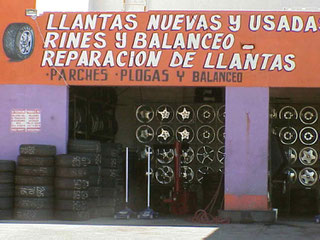 LLANTAS NUEVAS Y USADAS
RINES Y BALANCEO -
REPARACION DE LLANTAS
• PARCHES • PLOGAS Y BALANCEO